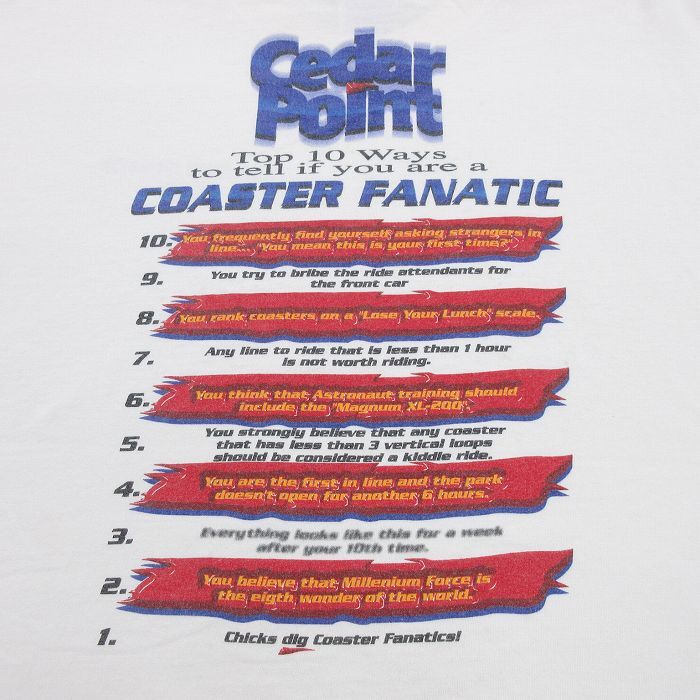 Cedar
Point
Top 10 Ways
to tell if you are a
COASTER FANATIC
10. You frequently find yourself asking strangers in
line... "You mean this is your first time?"
9. You try to bribe the ride attendants for
the front car
8. You rank coasters on a "Lose Your Lunch" scale.
7. Any line to ride that is less than 1 hour
is not worth riding.
6. You think that Astronaut training should
include the "Magnum XL-200".
5. You strongly believe that any coaster
that has less than 3 vertical loops
should be considered a kiddie ride.
4. You are the first in line and the park
doesn't open for another 6 hours.
3. Everything looks like this for a week
after your 10th time.
2. You believe that Millenium Force is
the eigth wonder of the world.
1. Chicks dig Coaster Fanatics!